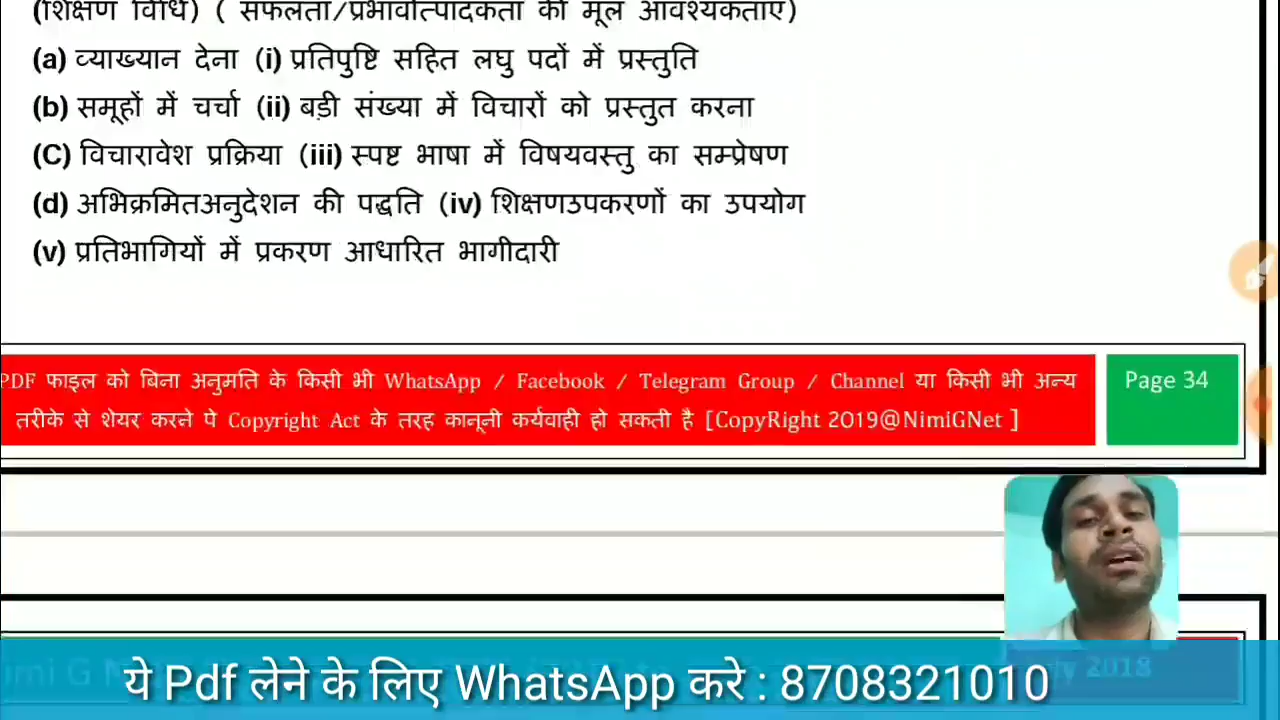 (शिक्षण विधि) ( सफलता/प्रभावोत्पादकता की मूल आवश्यकताएं)
(a) व्याख्यान देना (i) प्रतिपुष्टि सहित लघु पदों में प्रस्तुति
(b) समूहों में चर्चा (ii) बड़ी संख्या में विचारों को प्रस्तुत करना
(C) विचारावेश प्रक्रिया (iii) स्पष्ट भाषा में विषयवस्तु का सम्प्रेषण
(d) अभिक्रमितअनुदेशन की पद्धति (iv) शिक्षणउपकरणों का उपयोग
(v) प्रतिभागियों में प्रकरण आधारित भागीदारी
PDF फाइल को बिना अनुमति के किसी भी WhatsApp / Facebook / Telegram Group / Channel या किसी भी अन्य
तरीके से शेयर करने पे Copyright Act के तरह कानूनी कर्यवाही हो सकती है [CopyRight 2019@NimiGNet ]
Page 34
2018
ये Pdf लेने के लिए WhatsApp करे : 8708321010